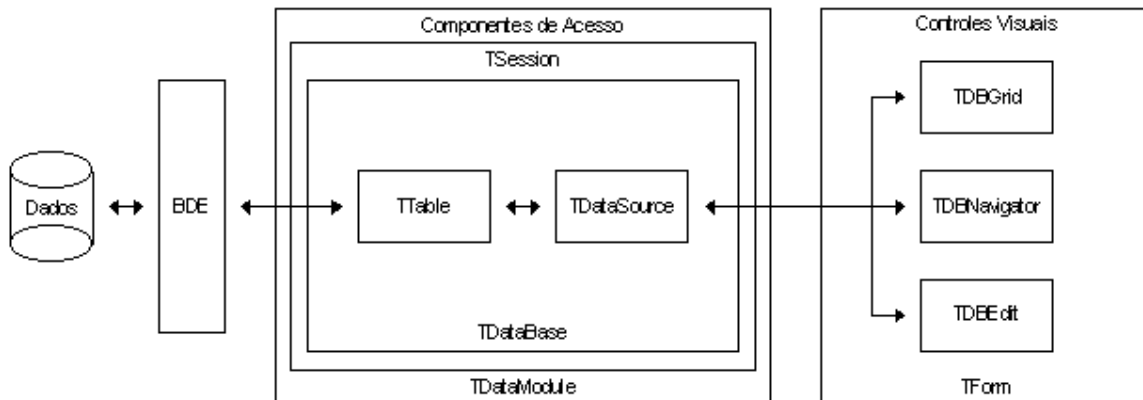 Componentes de Acesso
Controles Visuais
TSession
TDBGrid
Dados
BDE
TTable
TDataSource
TDBNavigator
TDBEdit
TDataBase
TDataModule
TForm